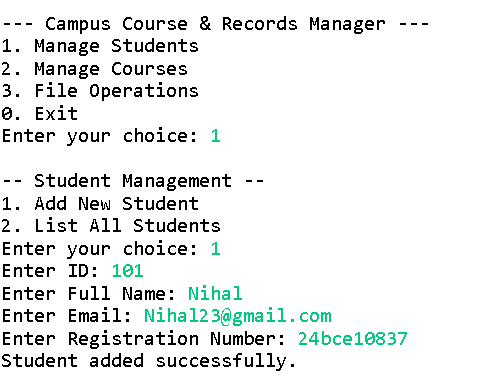 --- Campus Course & Records Manager ---
1. Manage Students
2. Manage Courses
3. File Operations
0. Exit
Enter your choice: 1
-- Student Management --
1. Add New Student
2. List All Students
Enter your choice: 1
Enter ID: 101
Enter Full Name: Nihal
Enter Email: Nihal23@gmail.com
Enter Registration Number: 24bce10837
Student added successfully.